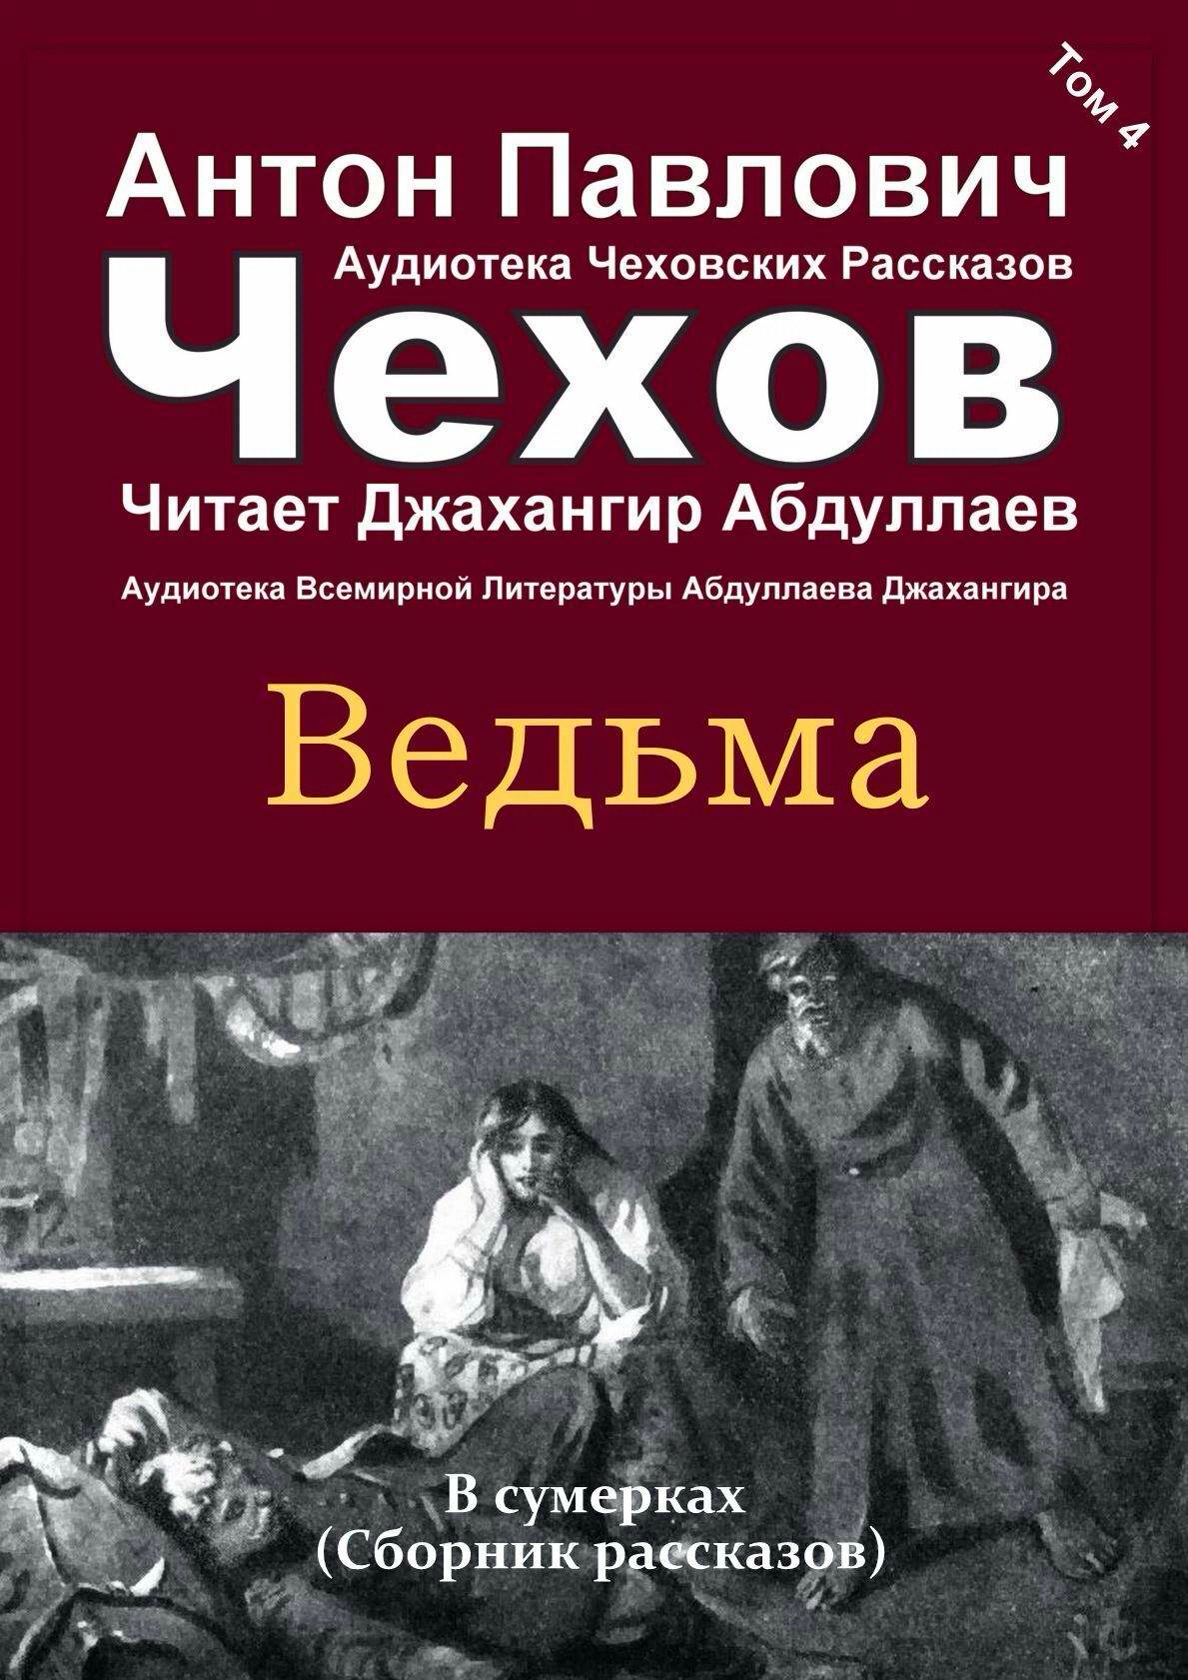 Том 4
Антон Павлович
Аудиотека Чеховских Рассказов
Чехов
Читает Джахангир Абдуллаев
Аудиотека Всемирной Литературы Абдуллаева Джахангира
Ведьма
В сумерках
(Сборник рассказов)